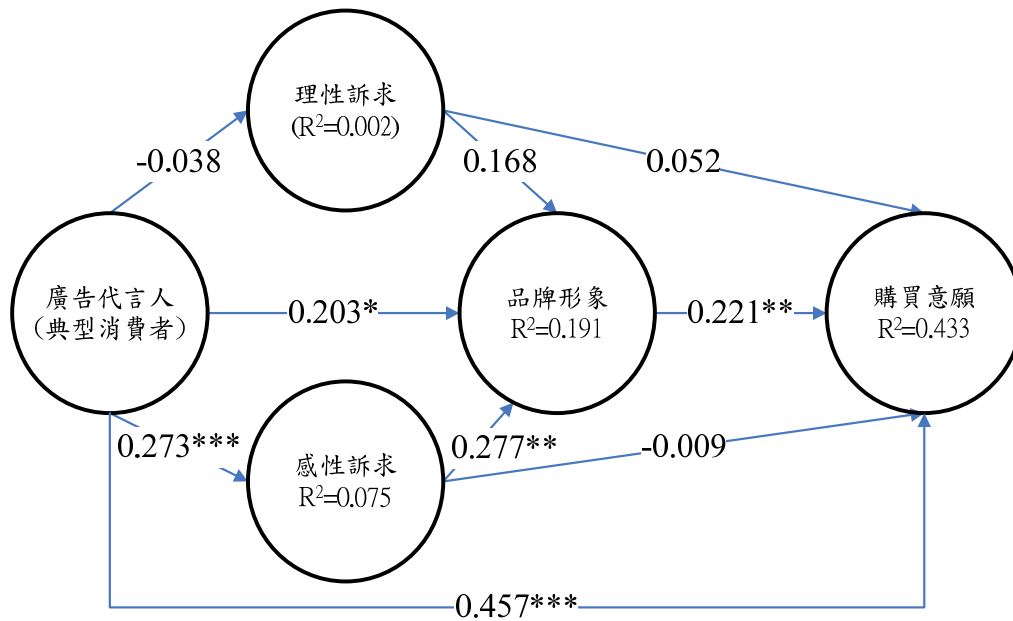 理性訴求
(R²=0.002)
-0.038
0.168
0.052
廣告代言人
(典型消費者)
0.203*
品牌形象
R²=0.191
0.221**
購買意願
R²=0.433
0.273***
感性訴求
R²=0.075
0.277**
-0.009
0.457***